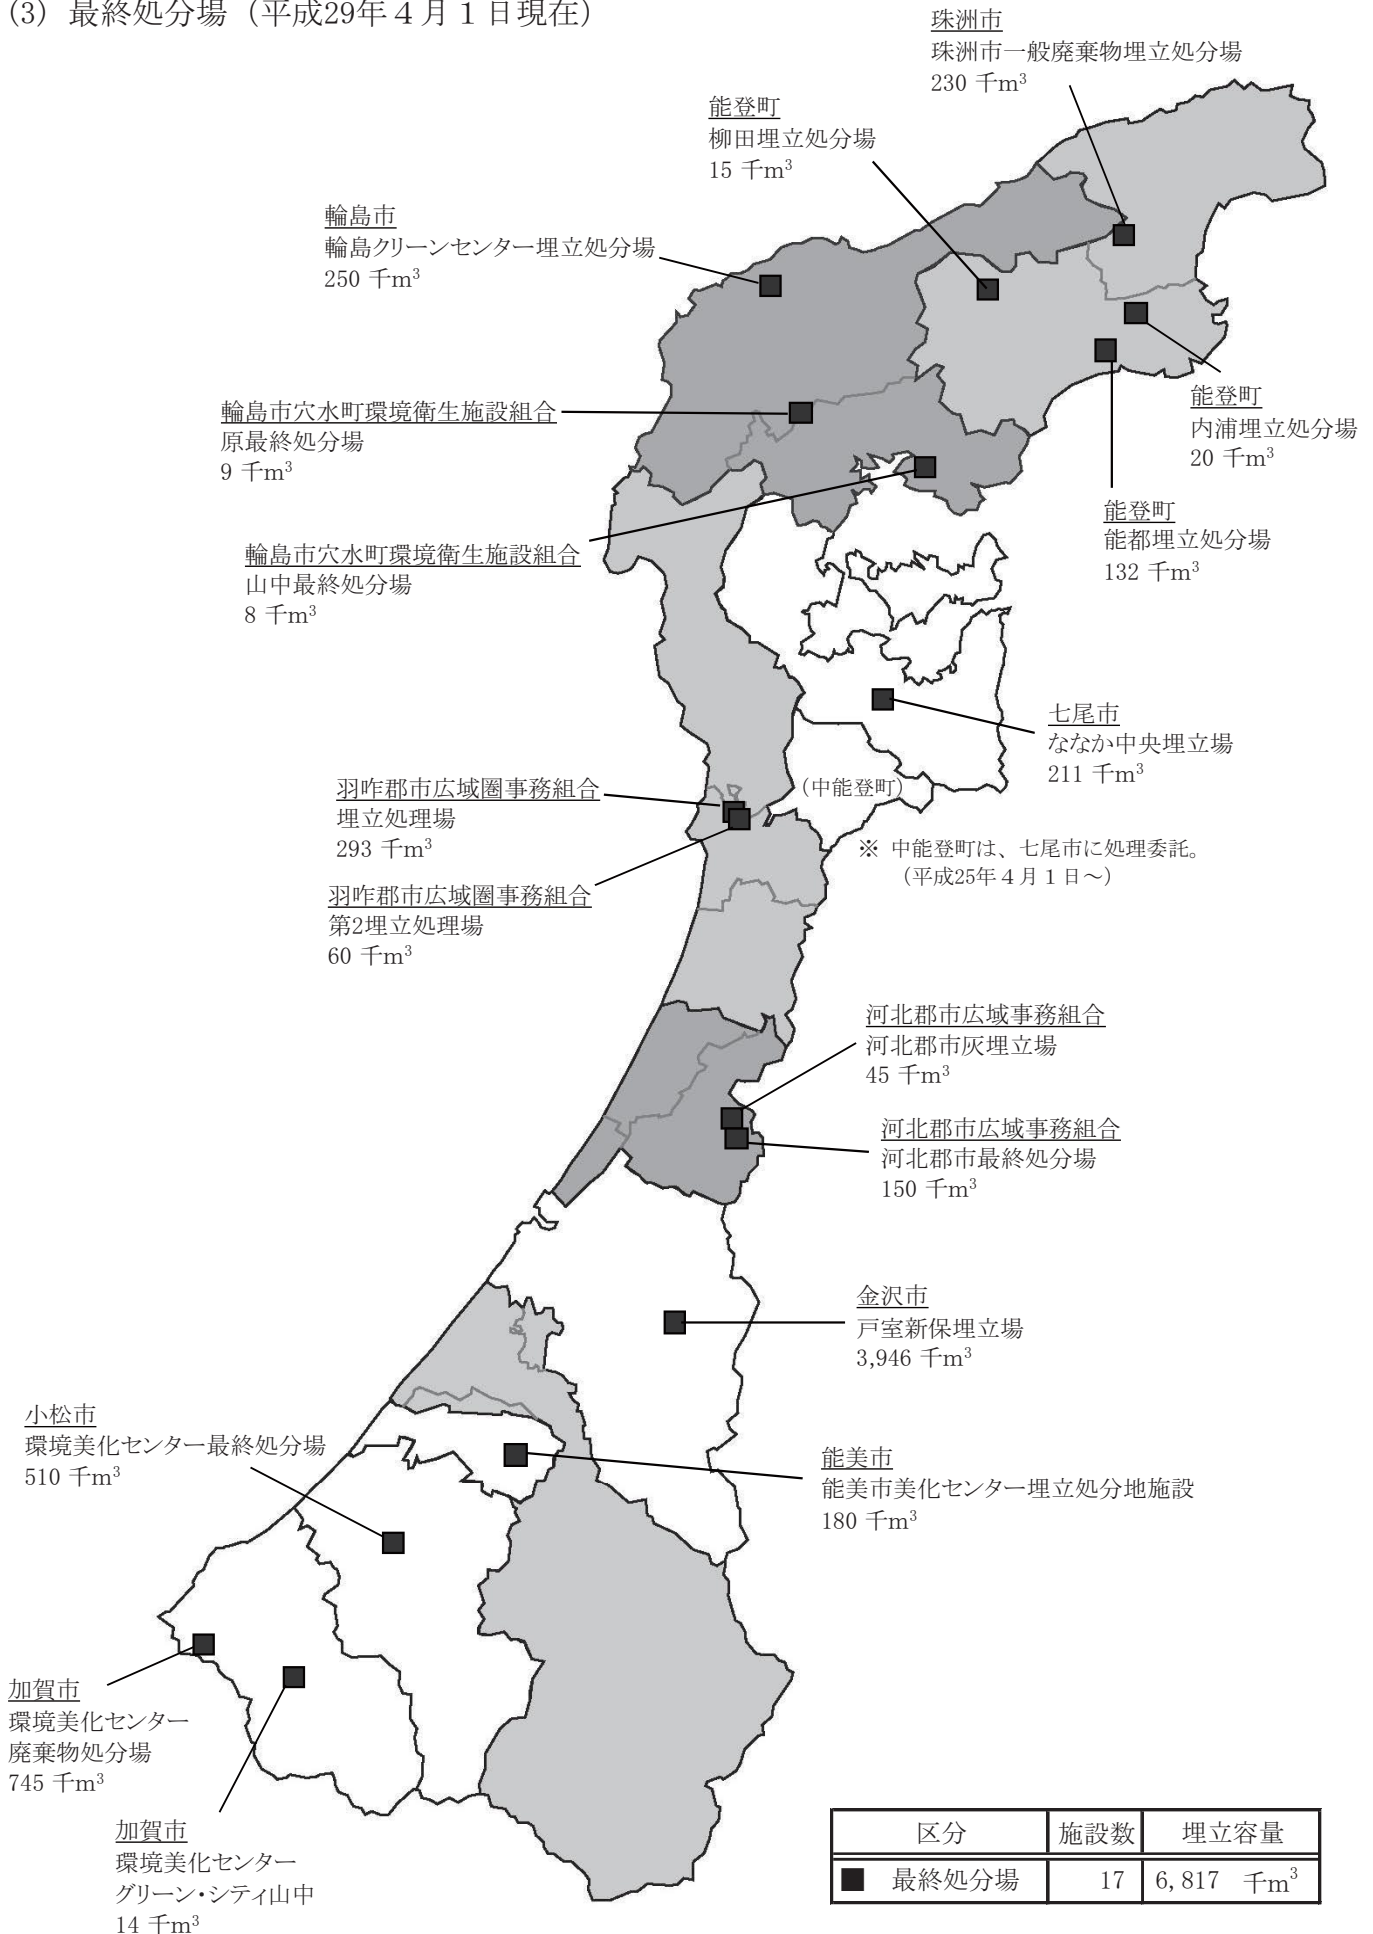 (3) 最終処分場（平成29年４月１日現在）
珠洲市
珠洲市一般廃棄物埋立処分場
230 千m³
能登町
柳田埋立処分場
15 千m³
輪島市
輪島クリーンセンター埋立処分場
250 千m³
輪島市穴水町環境衛生施設組合
原最終処分場
9 千m³
能登町
内浦埋立処分場
20 千m³
能登町
能都埋立処分場
132 千m³
輪島市穴水町環境衛生施設組合
山中最終処分場
8 千m³
七尾市
ななか中央埋立場
211 千m³
（中能登町）
羽咋郡市広域圏事務組合
埋立処理場
293 千m³
※ 中能登町は、七尾市に処理委託。
（平成25年４月１日～）
羽咋郡市広域圏事務組合
第2埋立処理場
60 千m³
河北郡市広域事務組合
河北郡市灰埋立場
45 千m³
河北郡市広域事務組合
河北郡市最終処分場
150 千m³
金沢市
戸室新保埋立場
3,946 千m³
小松市
環境美化センター最終処分場
510 千m³
能美市
能美市美化センター埋立処分地施設
180 千m³
加賀市
環境美化センター
廃棄物処分場
745 千m³
加賀市
環境美化センター
グリーン・シティ山中
14 千m³
区分 施設数 埋立容量
■ 最終処分場 17 6,817 千m³